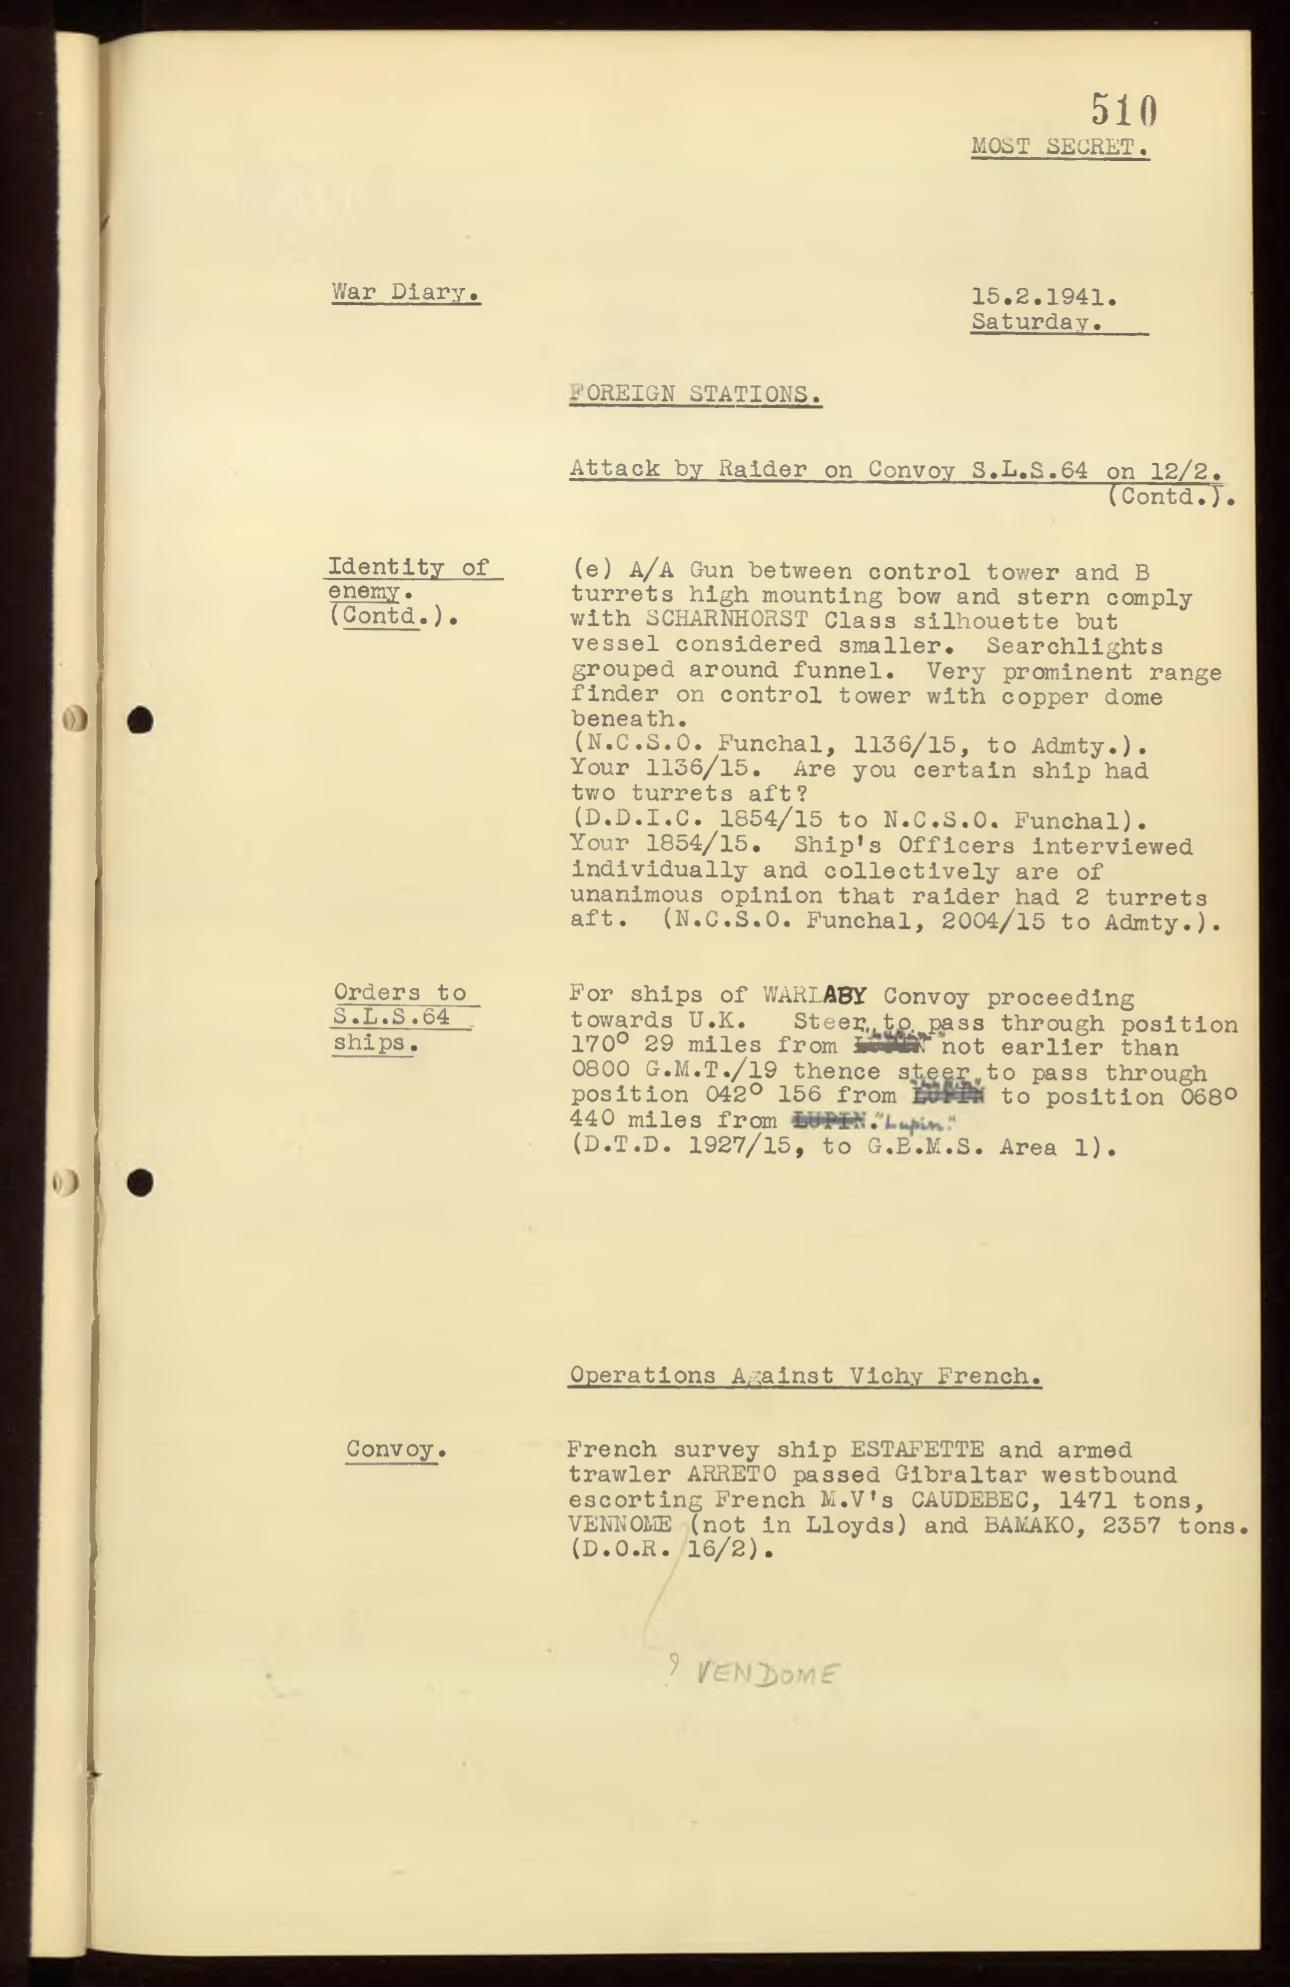 510
MOST SECRET.
War Diary.
15.2.1941.
Saturday.
FOREIGN STATIONS.
Attack by Raider on Convoy S.L.S.64 on 12/2.
(Contd.).
Identity of
enemy.
(Contd.).
(e) A/A Gun between control tower and B
turrets high mounting bow and stern comply
with SCHARNHORST Class silhouette but
vessel considered smaller. Searchlights
grouped around funnel. Very prominent range
finder on control tower with copper dome
beneath.
(N.C.S.O. Funchal, 1136/15, to Admty.).
Your 1136/15. Are you certain ship had
two turrets aft?
(D.D.I.C. 1854/15 to N.C.S.O. Funchal).
Your 1854/15. Ship's Officers interviewed
individually and collectively are of
unanimous opinion that raider had 2 turrets
aft. (N.C.S.O. Funchal, 2004/15 to Admty.).
Orders to
S.L.S.64
ships.
For ships of WARLABY Convoy proceeding
towards U.K. Steer to pass through position
"Lupin"
170° 29 miles from LUPIN not earlier than
0800 G.M.T./19 thence steer to pass through
"Lupin"
position 042° 156 from LUPIN to position 068°
440 miles from LUPIN. "Lupin."
(D.T.D. 1927/15, to G.B.M.S. Area 1).
Operations Against Vichy French.
Convoy.
French survey ship ESTAFETTE and armed
trawler ARRETO passed Gibraltar westbound
escorting French M.V's CAUDEBEC, 1471 tons,
VENNOME (not in Lloyds) and BAMAKO, 2357 tons.
(D.O.R. 16/2).
? VENDOME